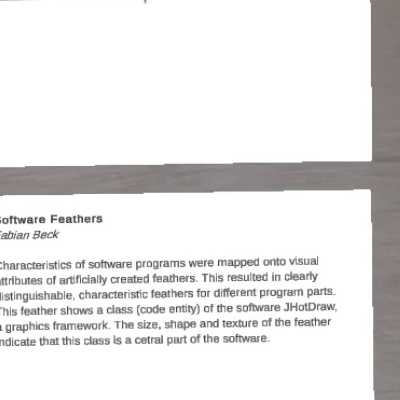 Software Feathers
Fabian Beck
Characteristics of software programs were mapped onto visual
attributes of artificially created feathers. This resulted in clearly
distinguishable, characteristic feathers for different program parts.
This feather shows a class (code entity) of the software JHotDraw,
a graphics framework. The size, shape and texture of the feather
indicate that this class is a cetral part of the software.